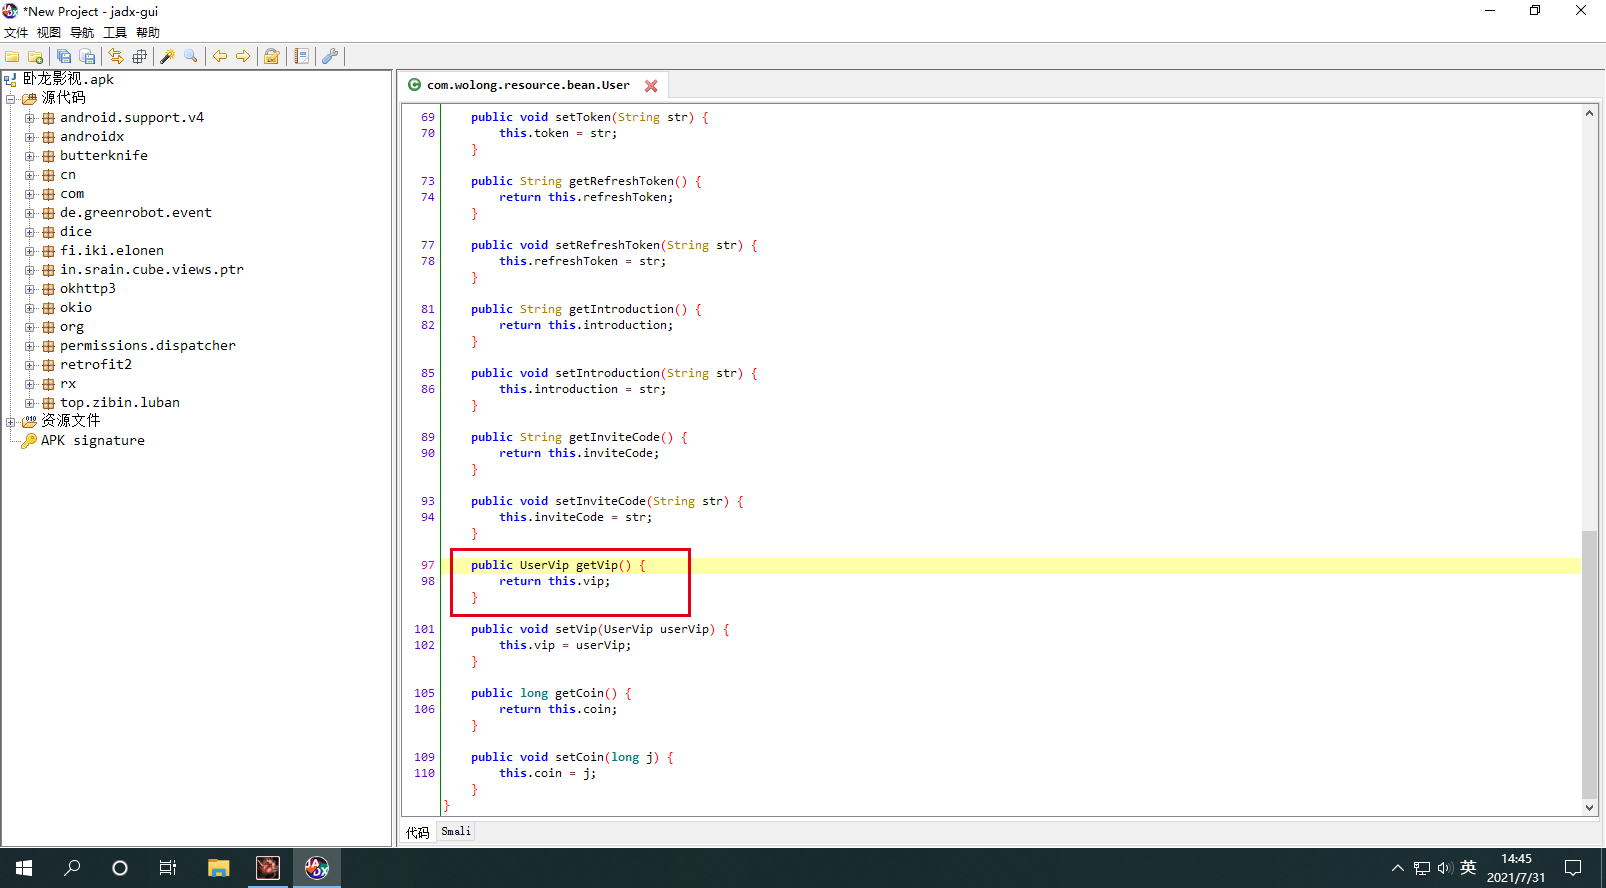 *New Project - jadx-gui
文件 视图 导航 工具 帮助
卧龙影视.apk
源代码
android.support.v4
androidx
butterknife
cn
com
de.greenrobot.event
dice
fi.iki.elonen
in.srain.cube.views.ptr
okhttp3
okio
org
permissions.dispatcher
retrofit2
rx
top.zibin.luban
资源文件
APK signature
com.wolong.resource.bean.User
69 public void setToken(String str) {
70 this.token = str;
}
73 public String getRefreshToken() {
74 return this.refreshToken;
}
77 public void setRefreshToken(String str) {
78 this.refreshToken = str;
}
81 public String getIntroduction() {
82 return this.introduction;
}
85 public void setIntroduction(String str) {
86 this.introduction = str;
}
89 public String getInviteCode() {
90 return this.inviteCode;
}
93 public void setInviteCode(String str) {
94 this.inviteCode = str;
}
97 public UserVip getVip() {
98 return this.vip;
}
101 public void setVip(UserVip userVip) {
102 this.vip = userVip;
}
105 public long getCoin() {
106 return this.coin;
}
109 public void setCoin(long j) {
110 this.coin = j;
}
}
代码 Smali
英
14:45
2021/7/31